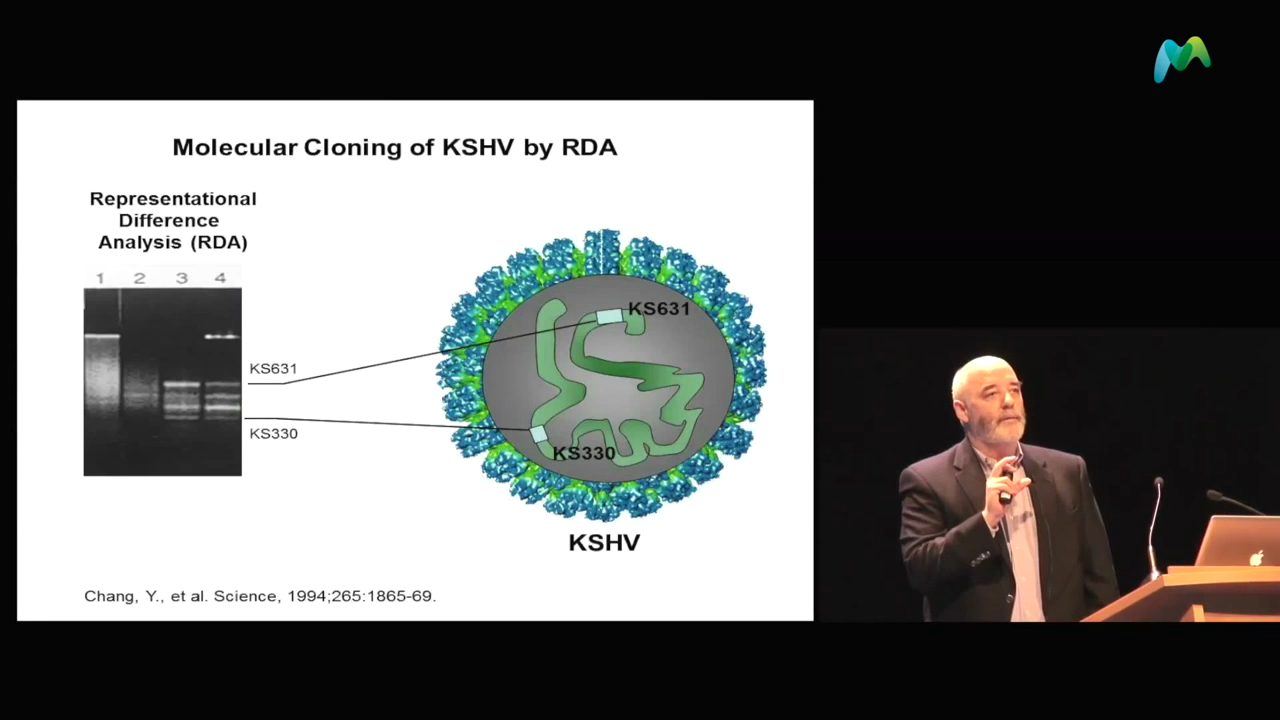 Molecular Cloning of KSHV by RDA
Representational
Difference
Analysis (RDA)
1 2 3 4
KS631
KS330
KS631
KS330
KSHV
Chang, Y., et al. Science, 1994;265:1865-69.